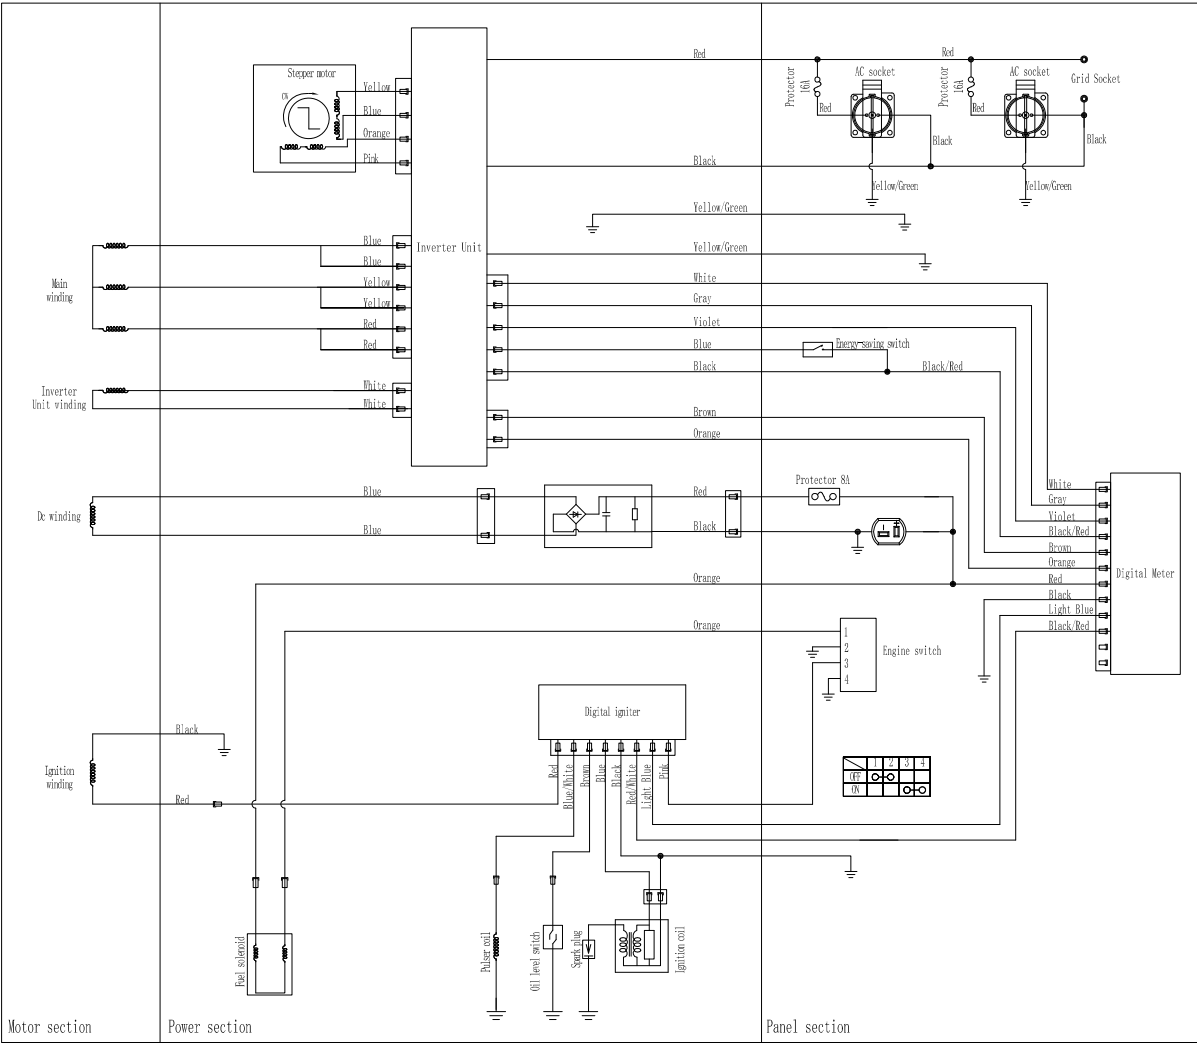 Red
Red
Stepper motor
CW
Yellow
Blue
Orange
Pink
Protector
16A
Red
AC socket
Protector
16A
Red
AC socket
Grid Socket
Black
Black
Black
Yellow/Green
Yellow/Green
Yellow/Green
Yellow/Green
Inverter Unit
Main
winding
Blue
Blue
Yellow
Yellow
Red
Red
White
Gray
Violet
Blue
Energy-saving switch
Black
Black/Red
Inverter
Unit winding
White
White
Brown
Orange
Dc winding
Blue
Blue
Red
Black
Protector 8A
White
Gray
Violet
Black/Red
Brown
Orange
Red
Black
Light Blue
Black/Red
Digital Meter
Orange
Orange
1
2
3
4
Engine switch
Digital igniter
Black
Ignition
winding
Red
Red
Blue/White
Brown
Blue
Black
Red/White
Light Blue
Pink
1 2 3 4
OFF
ON
Fuel solenoid
Pulser coil
Oil level switch
Spark plug
Ignition coil
Motor section
Power section
Panel section